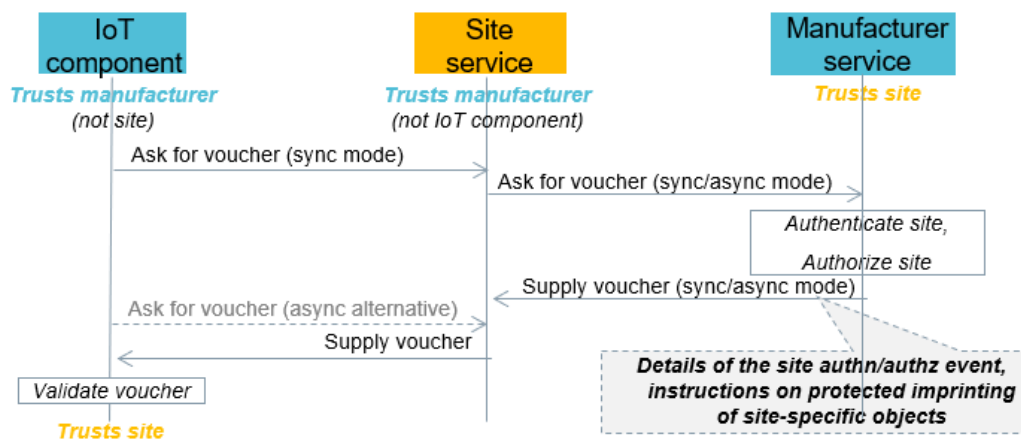 IoT
component
Site
service
Manufacturer
service
Trusts manufacturer
(not site)
Trusts manufacturer
(not IoT component)
Trusts site
Ask for voucher (sync mode)
Ask for voucher (sync/async mode)
Authenticate site,
Authorize site
Supply voucher (sync/async mode)
Ask for voucher (async alternative)
Supply voucher
Details of the site authn/authz event,
instructions on protected imprinting
of site-specific objects
Validate voucher
Trusts site